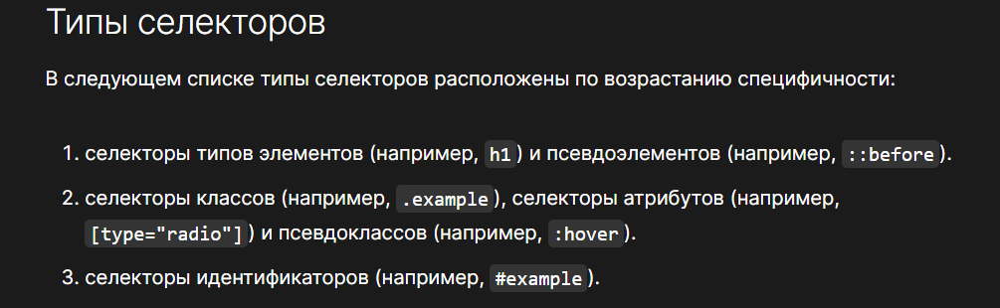 Типы селекторов
В следующем списке типы селекторов расположены по возрастанию специфичности:
1. селекторы типов элементов (например, h1) и псевдоэлементов (например, ::before).
2. селекторы классов (например, .example), селекторы атрибутов (например,
[type="radio"]) и псевдоклассов (например, :hover).
3. селекторы идентификаторов (например, #example).